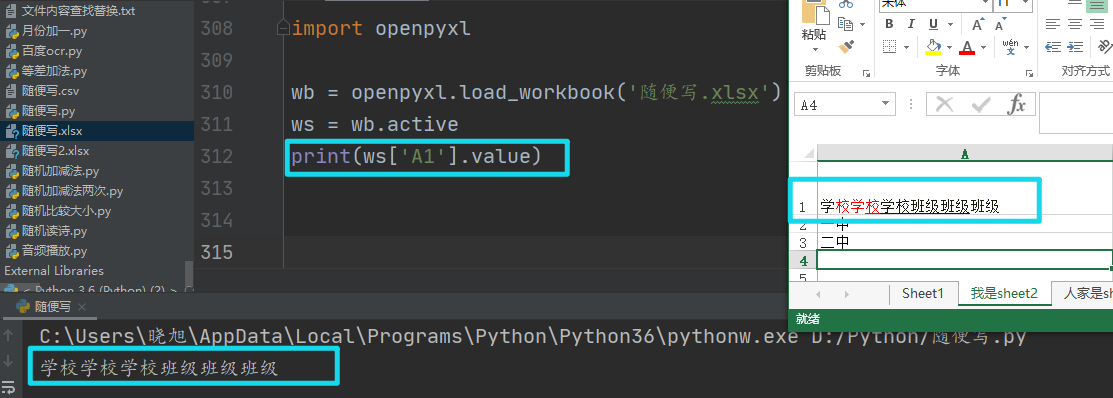 文件内容查找替换.txt
月份加一.py
百度ocr.py
等差加法.py
随便写.csv
随便写.py
随便写.xlsx
随便写2.xlsx
随机加减法.py
随机加减法两次.py
随机比较大小.py
随机读诗.py
音频播放.py
External Libraries
< Python 3.6 (Python) (2) >
308 import openpyxl
309
310 wb = openpyxl.load_workbook('随便写.xlsx')
311 ws = wb.active
312 print(ws['A1'].value)
313
314
315
粘贴
B I U A A
A wén
剪贴板 字体 对齐方式
A4 fx
A
1 学校学校学校班级班级班级
2 一中
3 二中
4
5
Sheet1 我是sheet2 人家是sh
就绪
随便写
C:\Users\晓旭\AppData\Local\Programs\Python\Python36\pythonw.exe D:/Python/随便写.py
学校学校学校班级班级班级